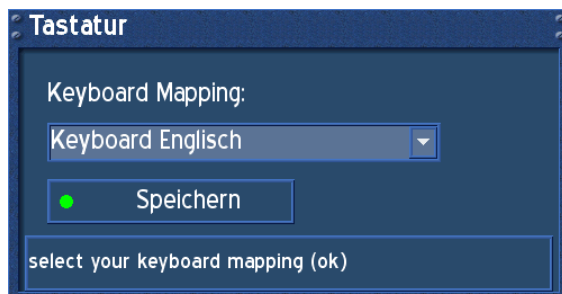 Tastatur
Keyboard Mapping:
Keyboard Englisch
Speichern
select your keyboard mapping (ok)